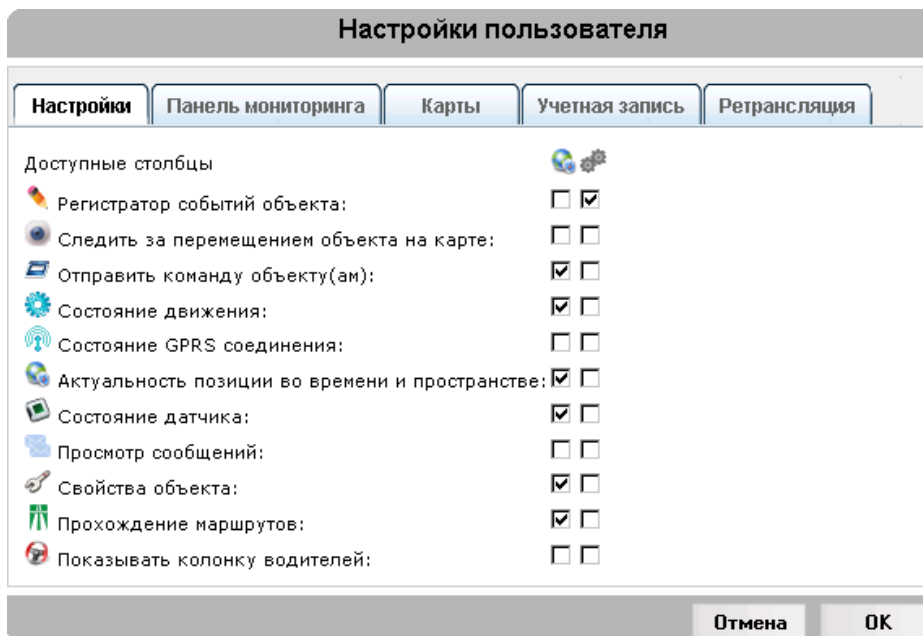 Настройки пользователя
Настройки Панель мониторинга Карты Учетная запись Ретрансляция
Доступные столбцы
Регистратор событий объекта:
Следить за перемещением объекта на карте:
Отправить команду объекту(ам):
Состояние движения:
Состояние GPRS соединения:
Актуальность позиции во времени и пространстве:
Состояние датчика:
Просмотр сообщений:
Свойства объекта:
Прохождение маршрутов:
Показывать колонку водителей:
Отмена OK